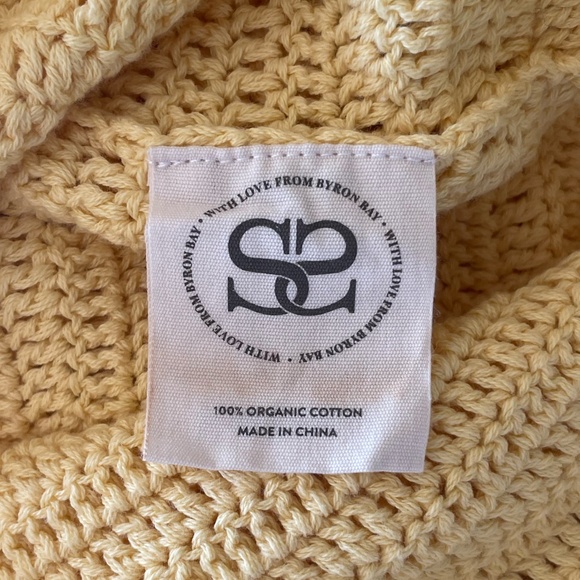 WITH LOVE FROM BYRON BAY • WITH LOVE FROM BYRON BAY • WITH LOVE FROM BYRON BAY •
100% ORGANIC COTTON
MADE IN CHINA